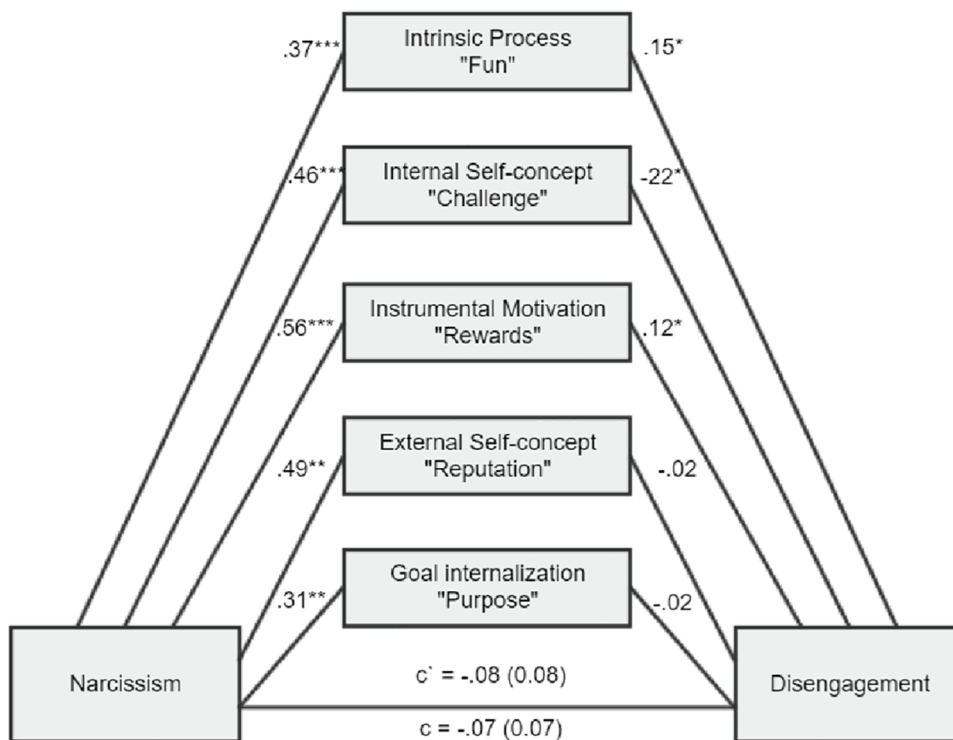 .37***
Intrinsic Process
"Fun"
.15*
.46***
Internal Self-concept
"Challenge"
-22*
.56***
Instrumental Motivation
"Rewards"
.12*
.49**
External Self-concept
"Reputation"
-.02
.31**
Goal internalization
"Purpose"
-.02
Narcissism
c` = -.08 (0.08)
c = -.07 (0.07)
Disengagement